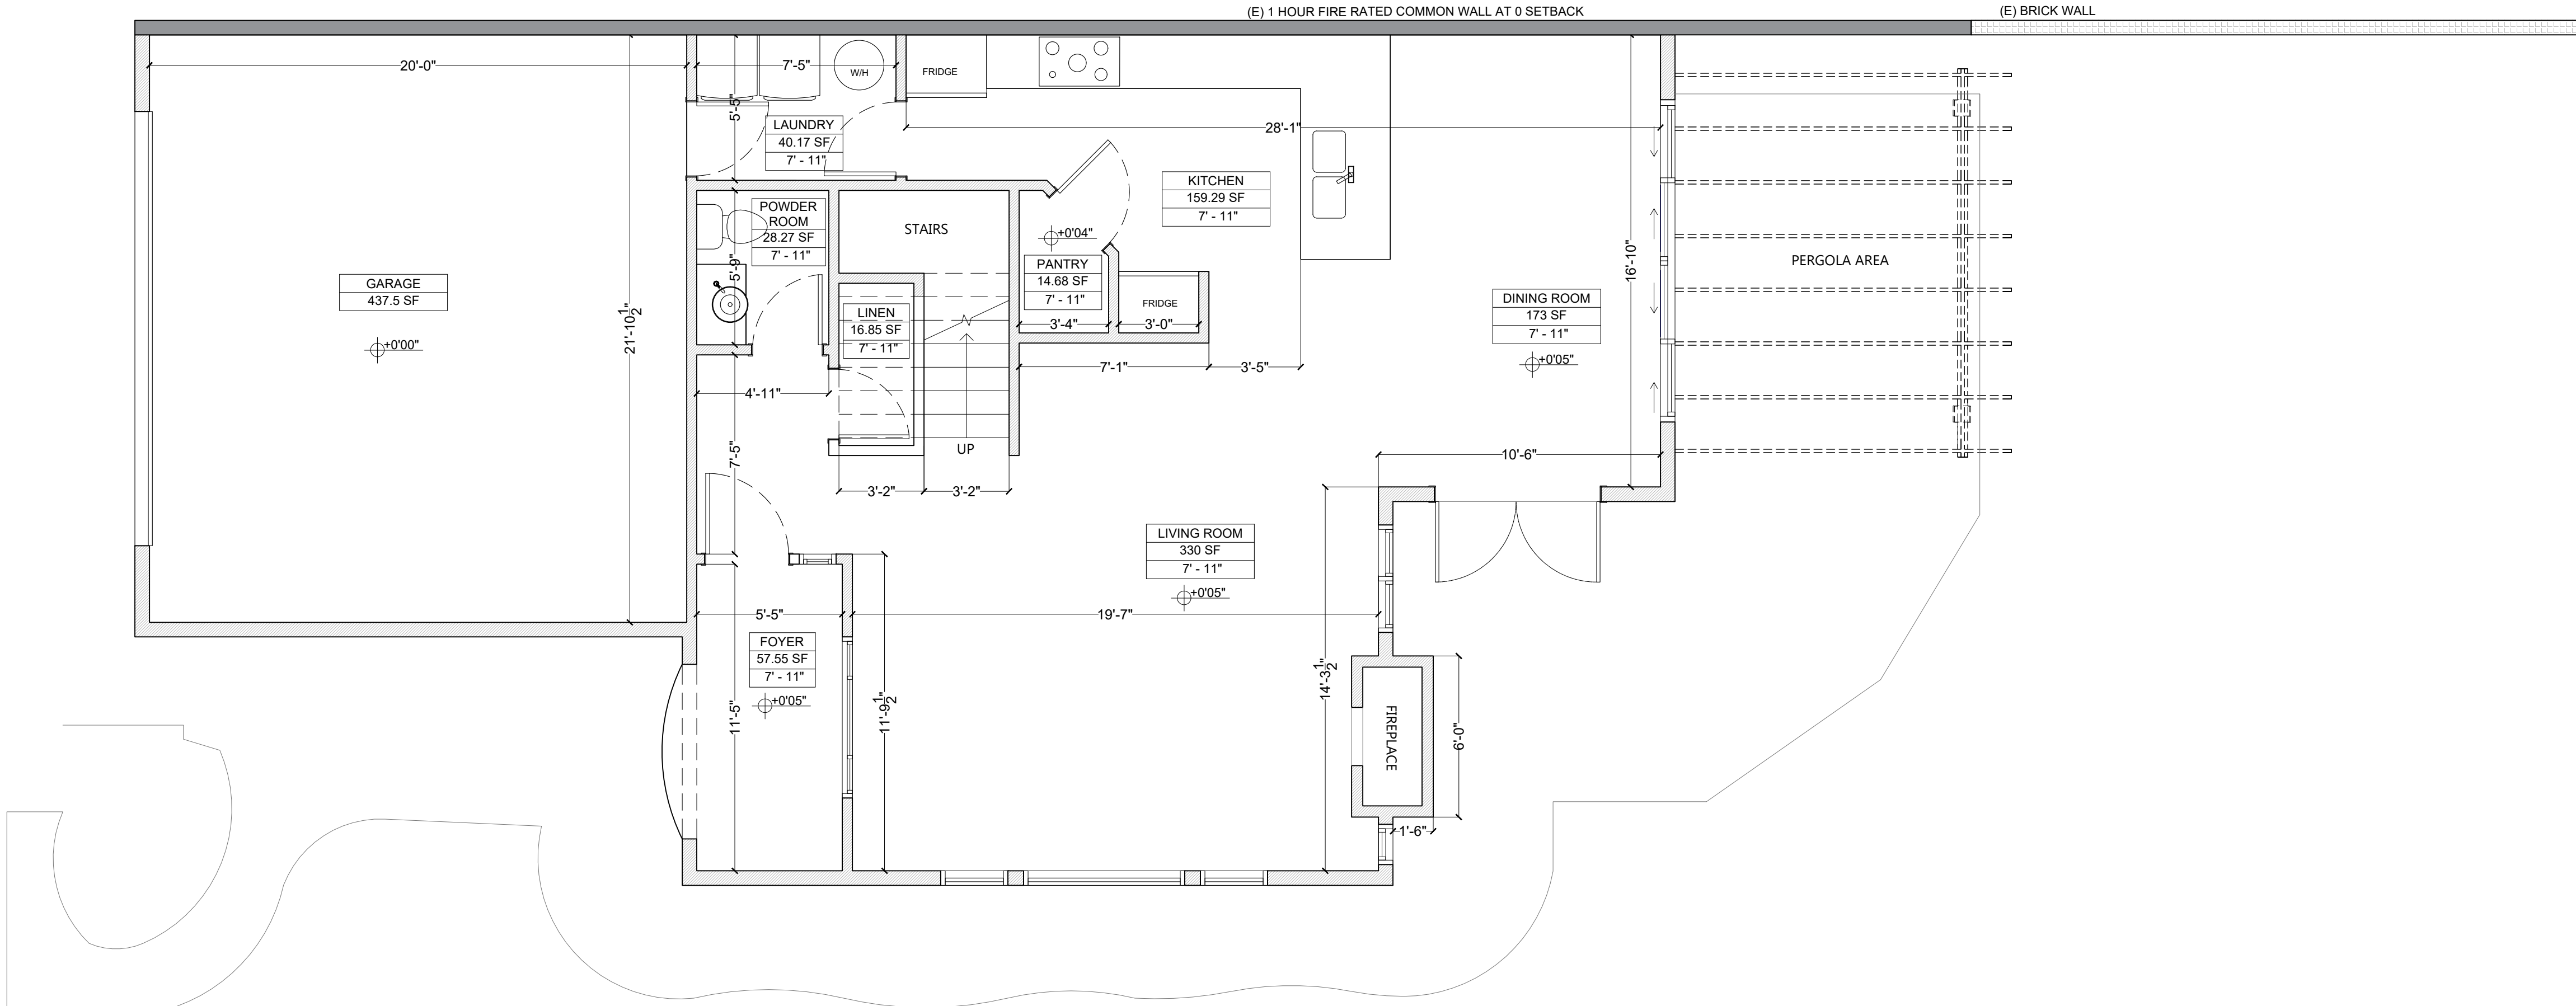 (E) 1 HOUR FIRE RATED COMMON WALL AT 0 SETBACK
(E) BRICK WALL
20'-0"
7'-5"
W/H
FRIDGE
5'-5"
LAUNDRY
40.17 SF
7' - 11"
28'-1"
KITCHEN
159.29 SF
7' - 11"
POWDER
ROOM
28.27 SF
7' - 11"
STAIRS
+0'04"
5'-9"
PANTRY
14.68 SF
7' - 11"
16'-10"
PERGOLA AREA
GARAGE
437.5 SF
+0'00"
21'-10 1/2"
LINEN
16.85 SF
7' - 11"
3'-4"
FRIDGE
3'-0"
DINING ROOM
173 SF
7' - 11"
+0'05"
7'-1"
3'-5"
4'-11"
7'-5"
UP
10'-6"
3'-2"
3'-2"
LIVING ROOM
330 SF
7' - 11"
+0'05"
5'-5"
19'-7"
FOYER
57.55 SF
7' - 11"
+0'05"
11'-5"
11'-9 1/2"
14'-3 1/2"
FIREPLACE
6'-0"
1'-6"